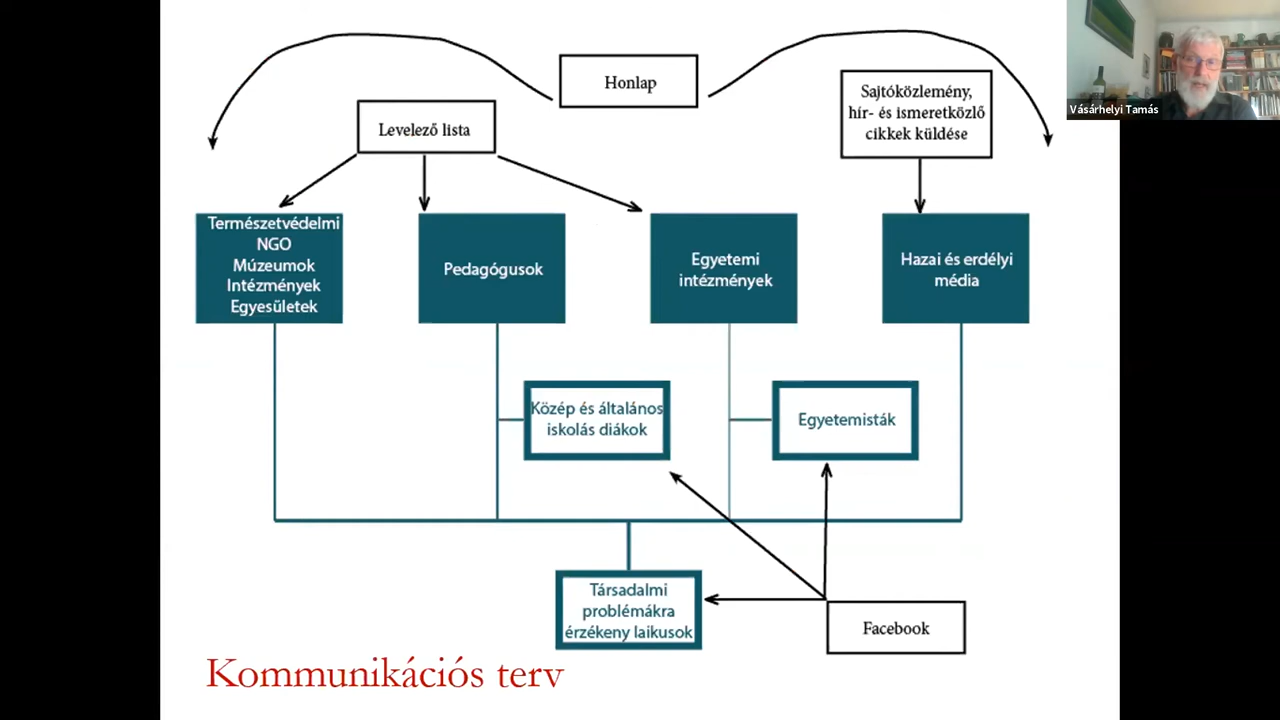 Honlap
Levelező lista
Sajtóközlemény,
hír- és ismeretközlő
cikkek küldése
Vásárhelyi Tamás
Természetvédelmi
NGO
Múzeumok
Intézmények
Egyesületek
Pedagógusok
Egyetemi
intézmények
Hazai és erdélyi
média
Közép és általános
iskolás diákok
Egyetemisták
Társadalmi
problémákra
érzékeny laikusok
Facebook
Kommunikációs terv